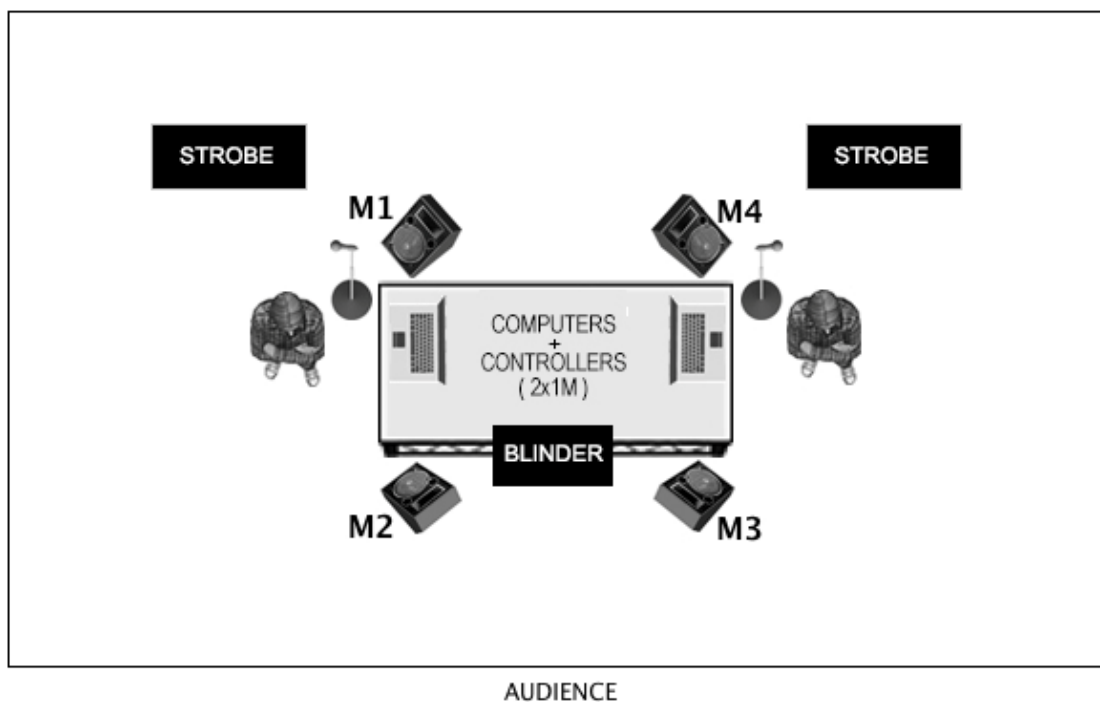 STROBE
STROBE
M1
M4
COMPUTERS
+
CONTROLLERS
( 2x1M )
BLINDER
M2
M3
AUDIENCE